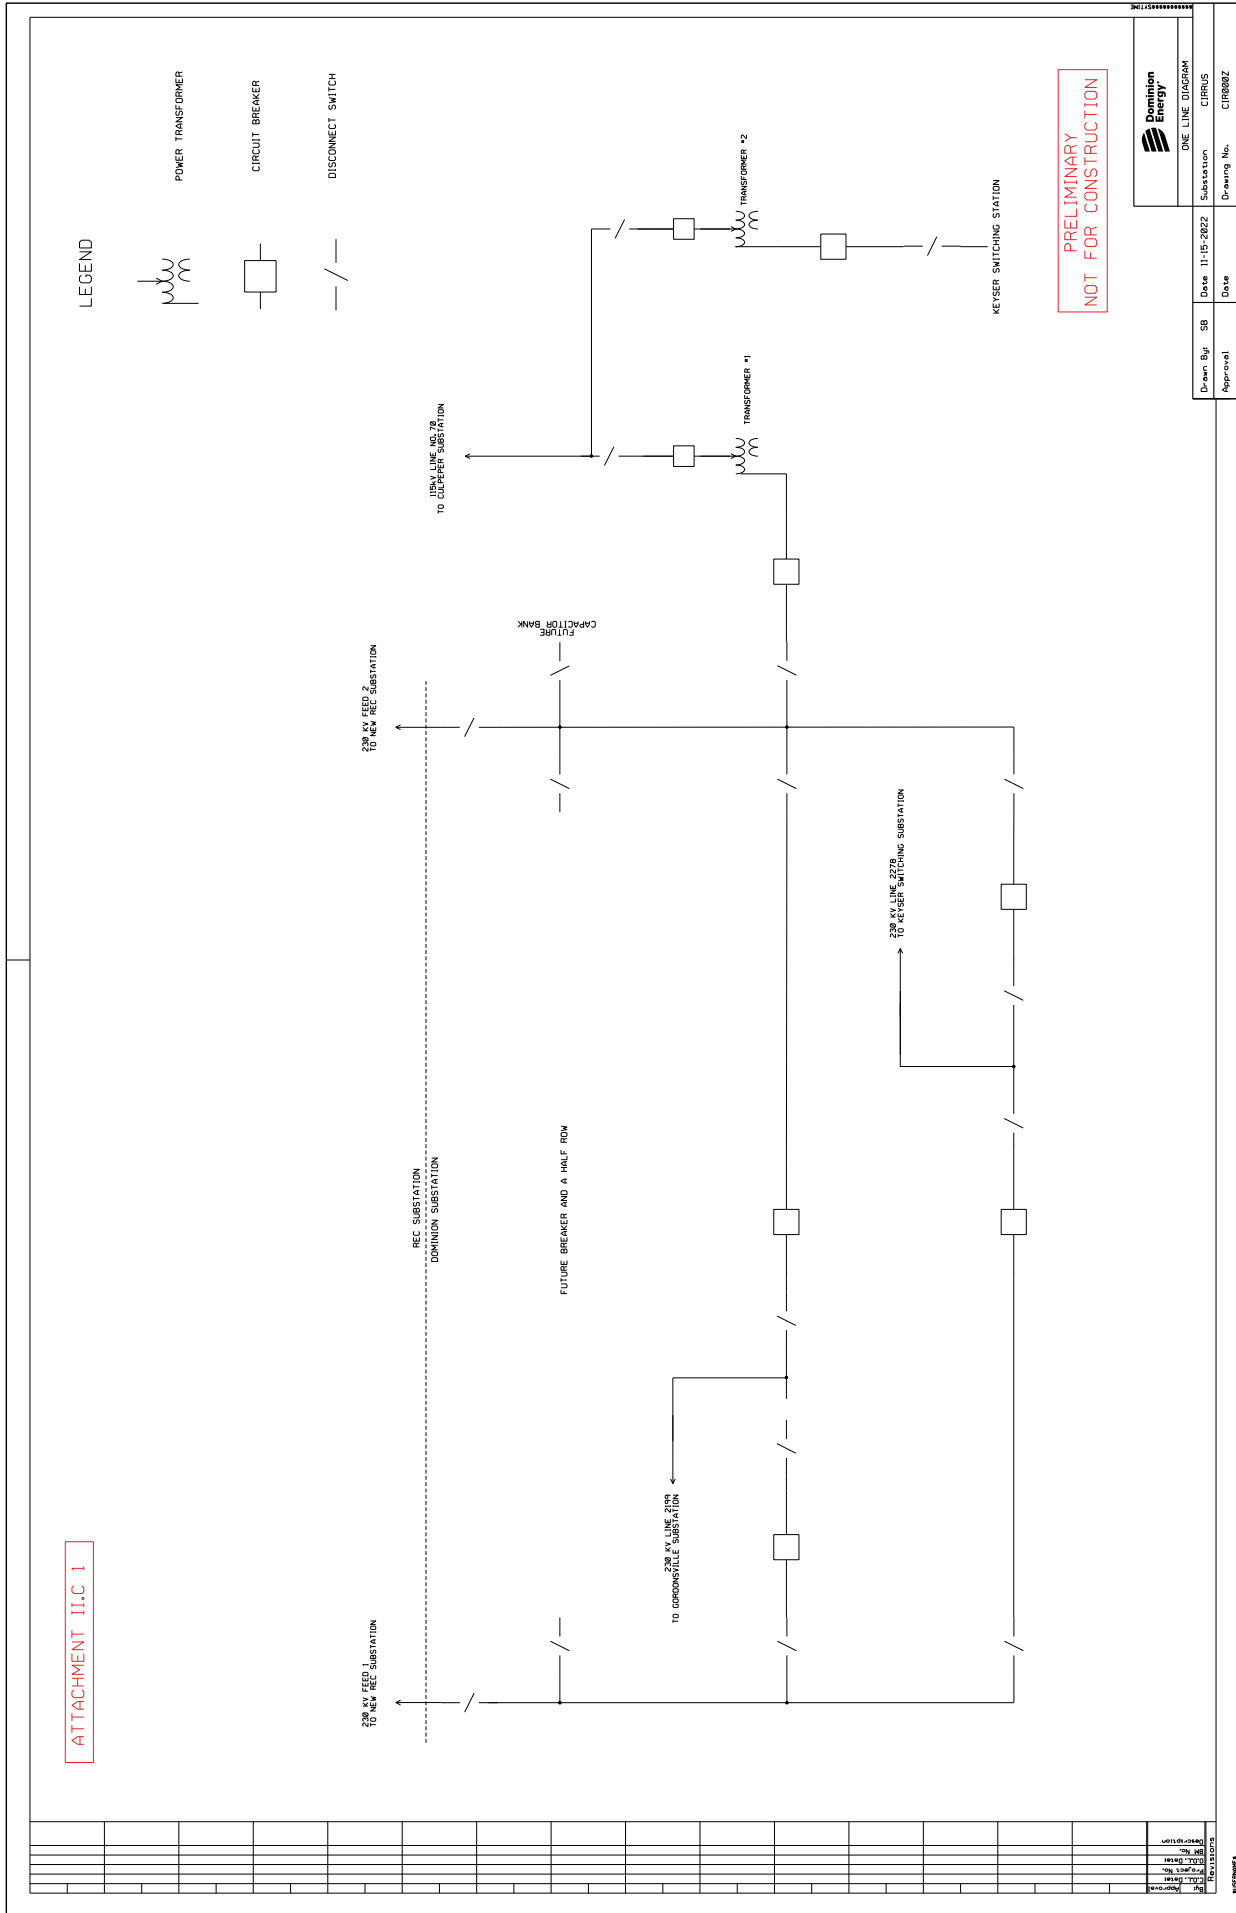 ATTACHMENT II.C 1
LEGEND
POWER TRANSFORMER
CIRCUIT BREAKER
DISCONNECT SWITCH
230 KV FEED 1
TO NEW REC SUBSTATION
230 KV FEED 2
TO NEW REC SUBSTATION
REC SUBSTATION
DOMINION SUBSTATION
115kV LINE NO. 70
TO CULPEPER SUBSTATION
FUTURE
CAPACITOR BANK
FUTURE BREAKER AND A HALF ROW
230 KV LINE 2199
TO GORDONSVILLE SUBSTATION
230 KV LINE 2278
TO KEYSER SWITCHING SUBSTATION
TRANSFORMER #1
TRANSFORMER #2
KEYSER SWITCHING STATION
PRELIMINARY
NOT FOR CONSTRUCTION
Dominion
Energy
ONE LINE DIAGRAM
Drawn By: SB
Date 11-15-2022
Substation CIRRUS
Approval
Date
Drawing No. CIR000Z
Revisions
By:
Approval
C.O.L. Date:
Project No.
O.O.L. Date:
BM No.
Description